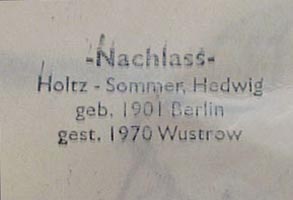 -Nachlass-
Holtz - Sommer, Hedwig
geb. 1901 Berlin
gest. 1970 Wustrow